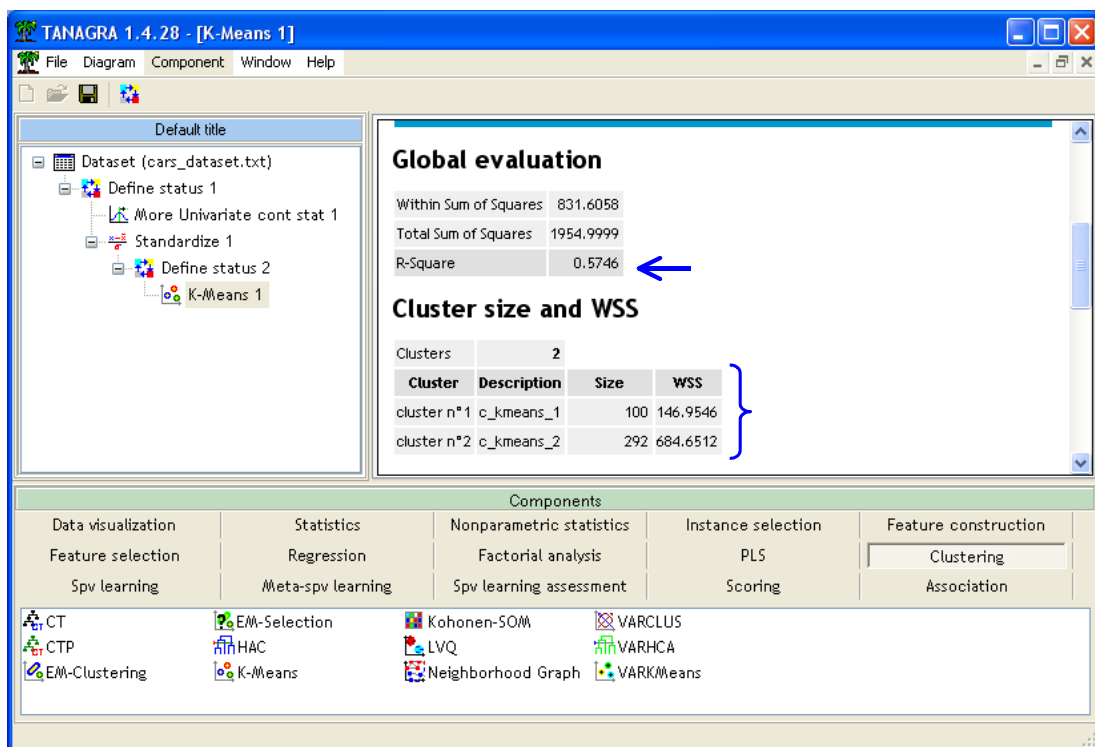 TANAGRA 1.4.28 - [K-Means 1]
File Diagram Component Window Help
Default title
Dataset (cars_dataset.txt)
Define status 1
More Univariate cont stat 1
Standardize 1
Define status 2
K-Means 1
Global evaluation
Within Sum of Squares 831.6058
Total Sum of Squares 1954.9999
R-Square 0.5746
Cluster size and WSS
Clusters 2
Cluster Description Size WSS
cluster n°1 c_kmeans_1 100 146.9546
cluster n°2 c_kmeans_2 292 684.6512
Components
Data visualization Statistics Nonparametric statistics Instance selection Feature construction
Feature selection Regression Factorial analysis PLS Clustering
Spv learning Meta-spv learning Spv learning assessment Scoring Association
CT EM-Selection Kohonen-SOM VARCLUS
CTP HAC LVQ VARHCA
EM-Clustering K-Means Neighborhood Graph VARKMeans